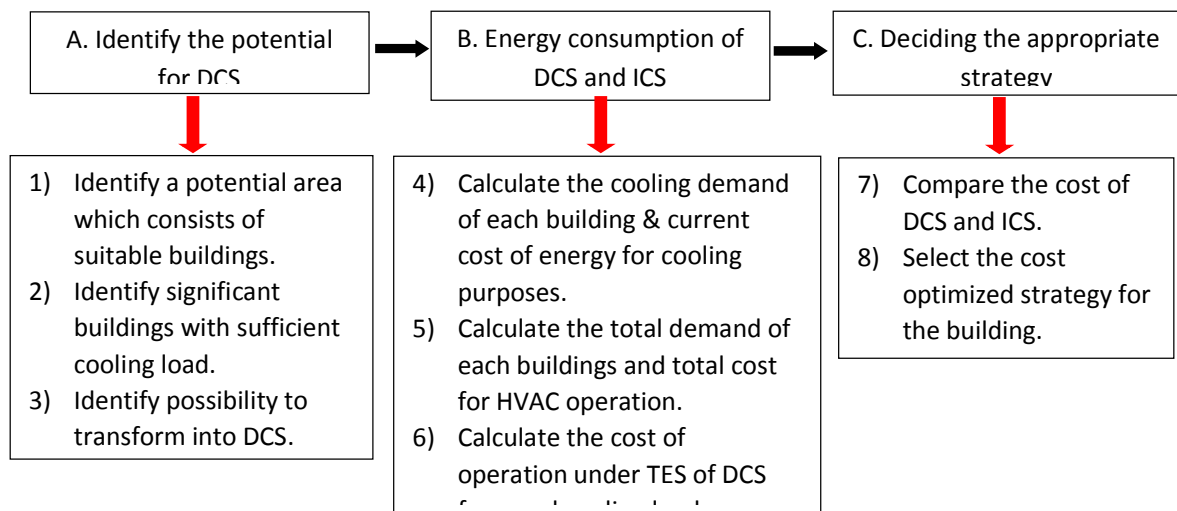 A. Identify the potential
for DCS
B. Energy consumption of
DCS and ICS
C. Deciding the appropriate
strategy
1) Identify a potential area
which consists of
suitable buildings.
2) Identify significant
buildings with sufficient
cooling load.
3) Identify possibility to
transform into DCS.
4) Calculate the cooling demand
of each building & current
cost of energy for cooling
purposes.
5) Calculate the total demand of
each buildings and total cost
for HVAC operation.
6) Calculate the cost of
operation under TES of DCS
7) Compare the cost of
DCS and ICS.
8) Select the cost
optimized strategy for
the building.